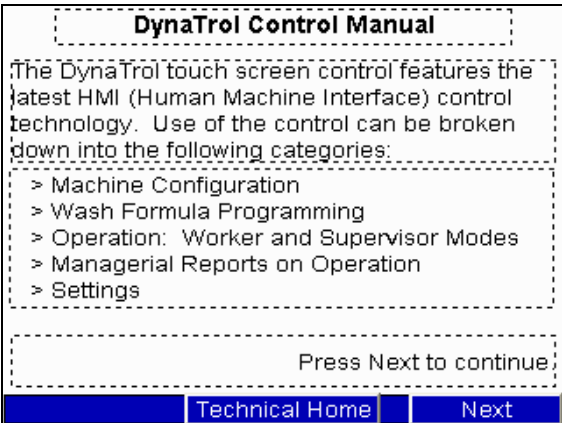 DynaTrol Control Manual
The DynaTrol touch screen control features the
latest HMI (Human Machine Interface) control
technology.  Use of the control can be broken
down into the following categories:
> Machine Configuration
> Wash Formula Programming
> Operation:  Worker and Supervisor Modes
> Managerial Reports on Operation
> Settings
Press Next to continue.
Technical Home
Next